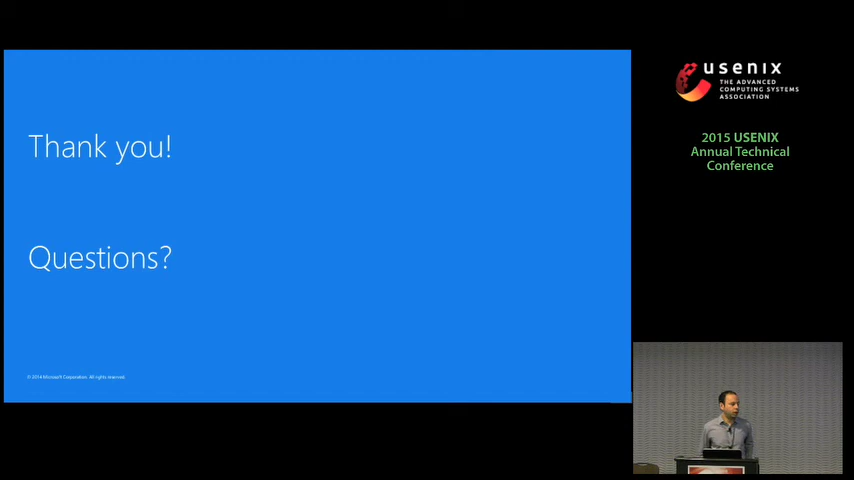 Thank you!
Questions?
© 2014 Microsoft Corporation. All rights reserved.
usenix
THE ADVANCED
COMPUTING SYSTEMS
ASSOCIATION
2015 USENIX
Annual Technical
Conference